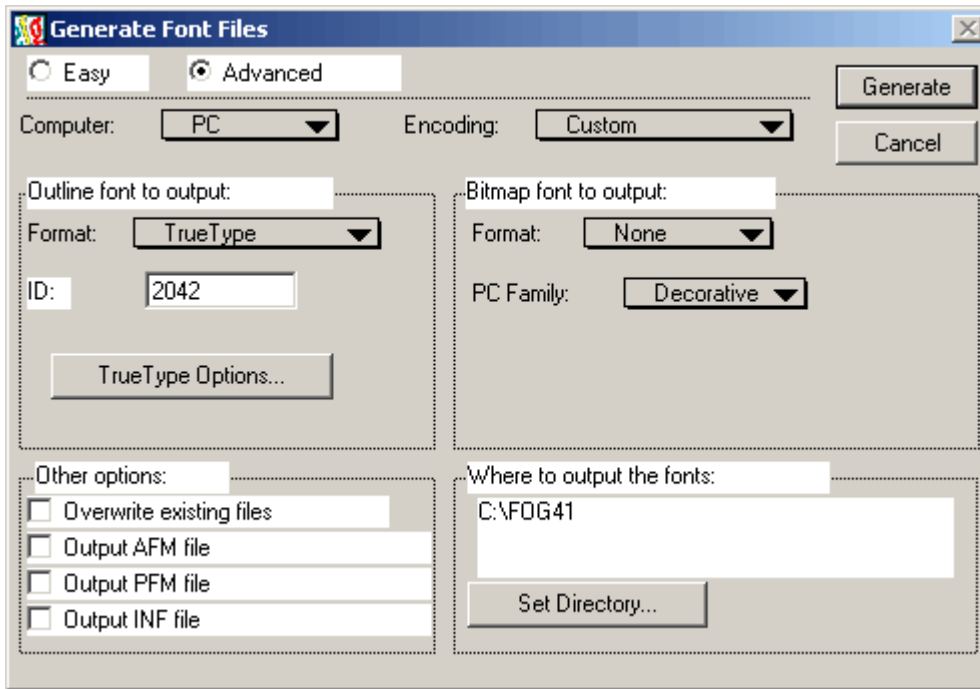 Generate Font Files
Easy Advanced
Generate
Computer: PC Encoding: Custom
Cancel
Outline font to output:
Format: TrueType
ID: 2042
TrueType Options...
Bitmap font to output:
Format: None
PC Family: Decorative
Other options:
Overwrite existing files
Output AFM file
Output PFM file
Output INF file
Where to output the fonts:
C:\FOG41
Set Directory...